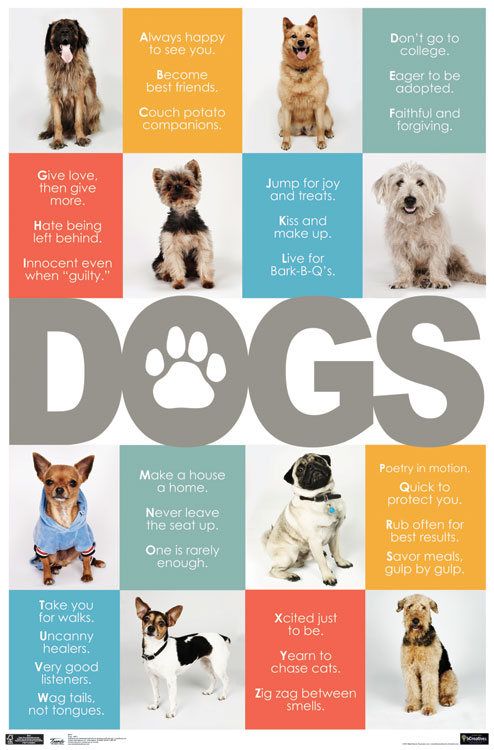 Always happy
to see you.
Become
best friends.
Couch potato
companions.
Don't go to
college.
Eager to be
adopted.
Faithful and
forgiving.
Give love,
then give
more.
Hate being
left behind.
Innocent even
when “guilty.”
Jump for joy
and treats.
Kiss and
make up.
Live for
Bark-B-Q's.
DOGS
Make a house
a home.
Never leave
the seat up.
One is rarely
enough.
Poetry in motion.
Quick to
protect you.
Rub often for
best results.
Savor meals,
gulp by gulp.
Take you
for walks.
Uncanny
healers.
Very good
listeners.
Wag tails,
not tongues.
Xcited just
to be.
Yearn to
chase cats.
Zig zag between
smells.
Trends